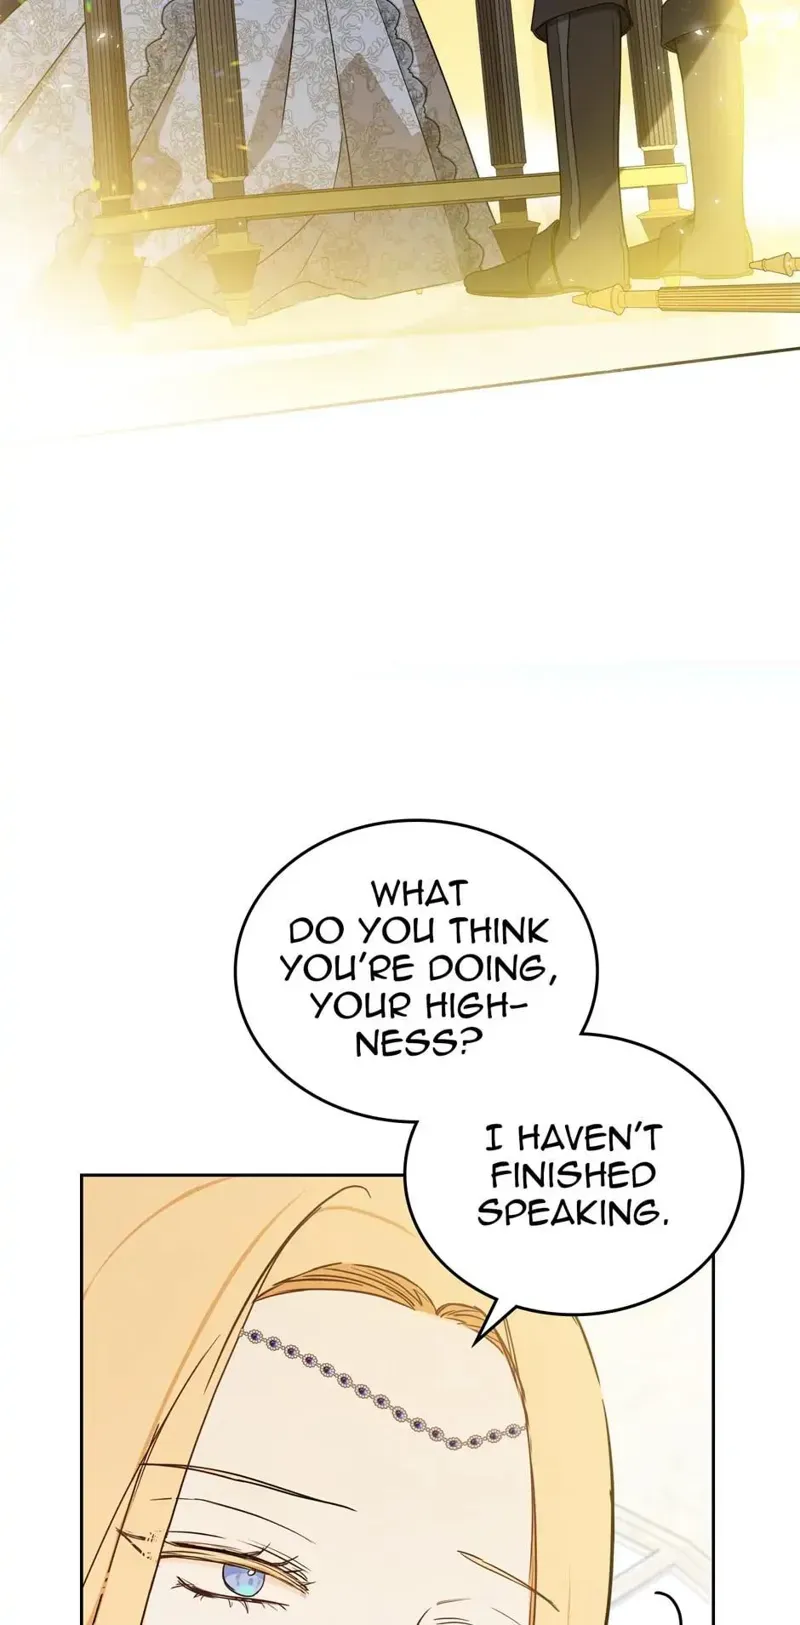 WHAT
DO YOU THINK
YOU'RE DOING,
YOUR HIGH-
NESS?
I HAVEN'T
FINISHED
SPEAKING.